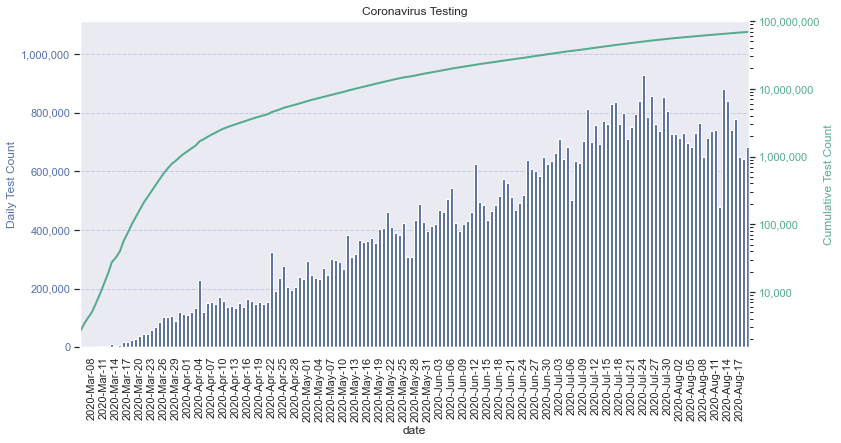 Coronavirus Testing
Daily Test Count
1,000,000
800,000
600,000
400,000
200,000
0
100,000,000
10,000,000
1,000,000
100,000
10,000
Cumulative Test Count
2020-Mar-08
2020-Mar-11
2020-Mar-14
2020-Mar-17
2020-Mar-20
2020-Mar-23
2020-Mar-26
2020-Mar-29
2020-Apr-01
2020-Apr-04
2020-Apr-07
2020-Apr-10
2020-Apr-13
2020-Apr-16
2020-Apr-19
2020-Apr-22
2020-Apr-25
2020-Apr-28
2020-May-01
2020-May-04
2020-May-07
2020-May-10
2020-May-13
2020-May-16
2020-May-19
2020-May-22
2020-May-25
2020-May-28
2020-May-31
2020-Jun-03
2020-Jun-06
2020-Jun-09
2020-Jun-12
2020-Jun-15
2020-Jun-18
2020-Jun-21
2020-Jun-24
2020-Jun-27
2020-Jun-30
2020-Jul-03
2020-Jul-06
2020-Jul-09
2020-Jul-12
2020-Jul-15
2020-Jul-18
2020-Jul-21
2020-Jul-24
2020-Jul-27
2020-Jul-30
2020-Aug-02
2020-Aug-05
2020-Aug-08
2020-Aug-11
2020-Aug-14
2020-Aug-17
date